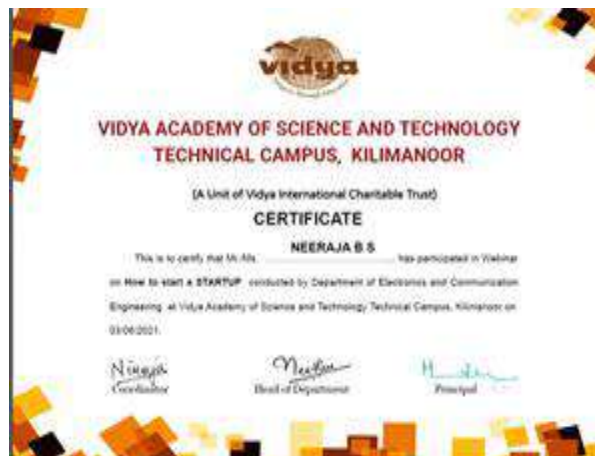 vidya
VIDYA ACADEMY OF SCIENCE AND TECHNOLOGY
TECHNICAL CAMPUS, KILIMANOOR
(A Unit of Vidya International Charitable Trust)
CERTIFICATE
NEERAJA B S
This is to certify that Mr./Ms. has participated in Webinar
on How to start a STARTUP conducted by Department of Electronics and Communication
Engineering at Vidya Academy of Science and Technology Technical Campus, Kilimanoor on
03/06/2021.
Coordinator Head of Department Principal